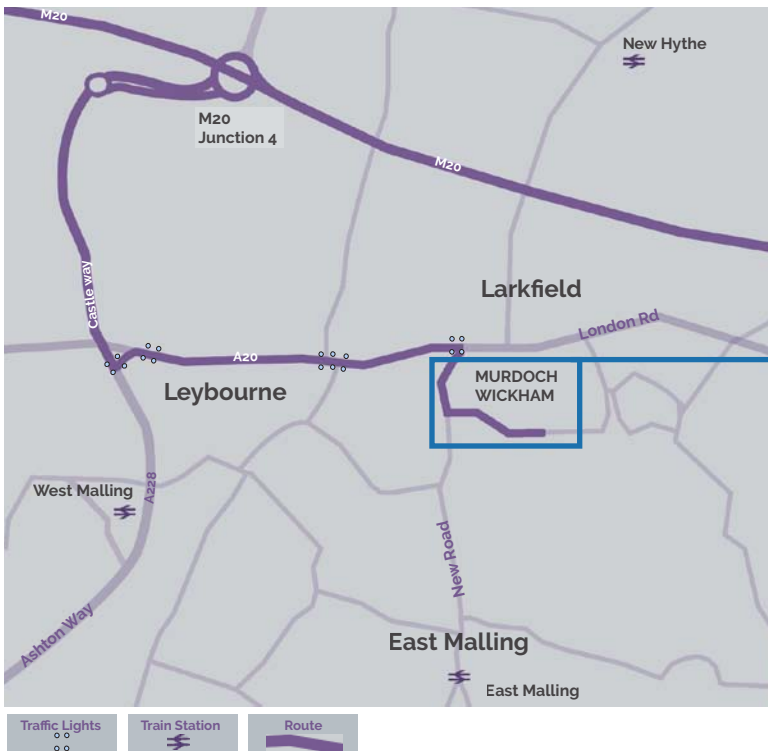 M20
New Hythe
M20
Junction 4
M20
Castle way
Larkfield
London Rd
A20
MURDOCH
WICKHAM
Leybourne
West Malling
A228
New Road
Ashton Way
East Malling
East Malling
Traffic Lights
Train Station
Route